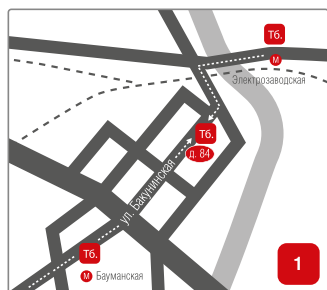 Тб.
М
Электрозаводская
Тб.
д. 84
ул. Бакунинская
Тб.
М Бауманская
1